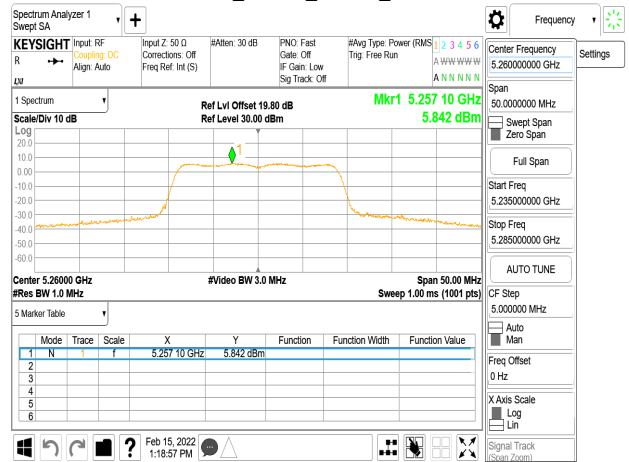 Spectrum Analyzer 1
Swept SA
Frequency
KEYSIGHT
R
LXI
Input: RF
Coupling: DC
Align: Auto
Input Z: 50 Ω
Corrections: Off
Freq Ref: Int (S)
#Atten: 30 dB
PNO: Fast
Gate: Off
IF Gain: Low
Sig Track: Off
#Avg Type: Power (RMS
Trig: Free Run
1 2 3 4 5 6
A W W W W W
A N N N N N
1 Spectrum
Scale/Div 10 dB
Ref Lvl Offset 19.80 dB
Ref Level 30.00 dBm
Mkr1 5.257 10 GHz
5.842 dBm
Log
20.0
10.0
0.00
-10.0
-20.0
-30.0
-40.0
-50.0
-60.0
1
Center 5.26000 GHz
#Res BW 1.0 MHz
#Video BW 3.0 MHz
Span 50.00 MHz
Sweep 1.00 ms (1001 pts)
5 Marker Table
Mode Trace Scale X Y Function Function Width Function Value
1 N 1 f 5.257 10 GHz 5.842 dBm
2
3
4
5
6
Feb 15, 2022
1:18:57 PM
Center Frequency
5.260000000 GHz
Settings
Span
50.0000000 MHz
Swept Span
Zero Span
Full Span
Start Freq
5.235000000 GHz
Stop Freq
5.285000000 GHz
AUTO TUNE
CF Step
5.000000 MHz
Auto
Man
Freq Offset
0 Hz
X Axis Scale
Log
Lin
Signal Track
(Span Zoom)